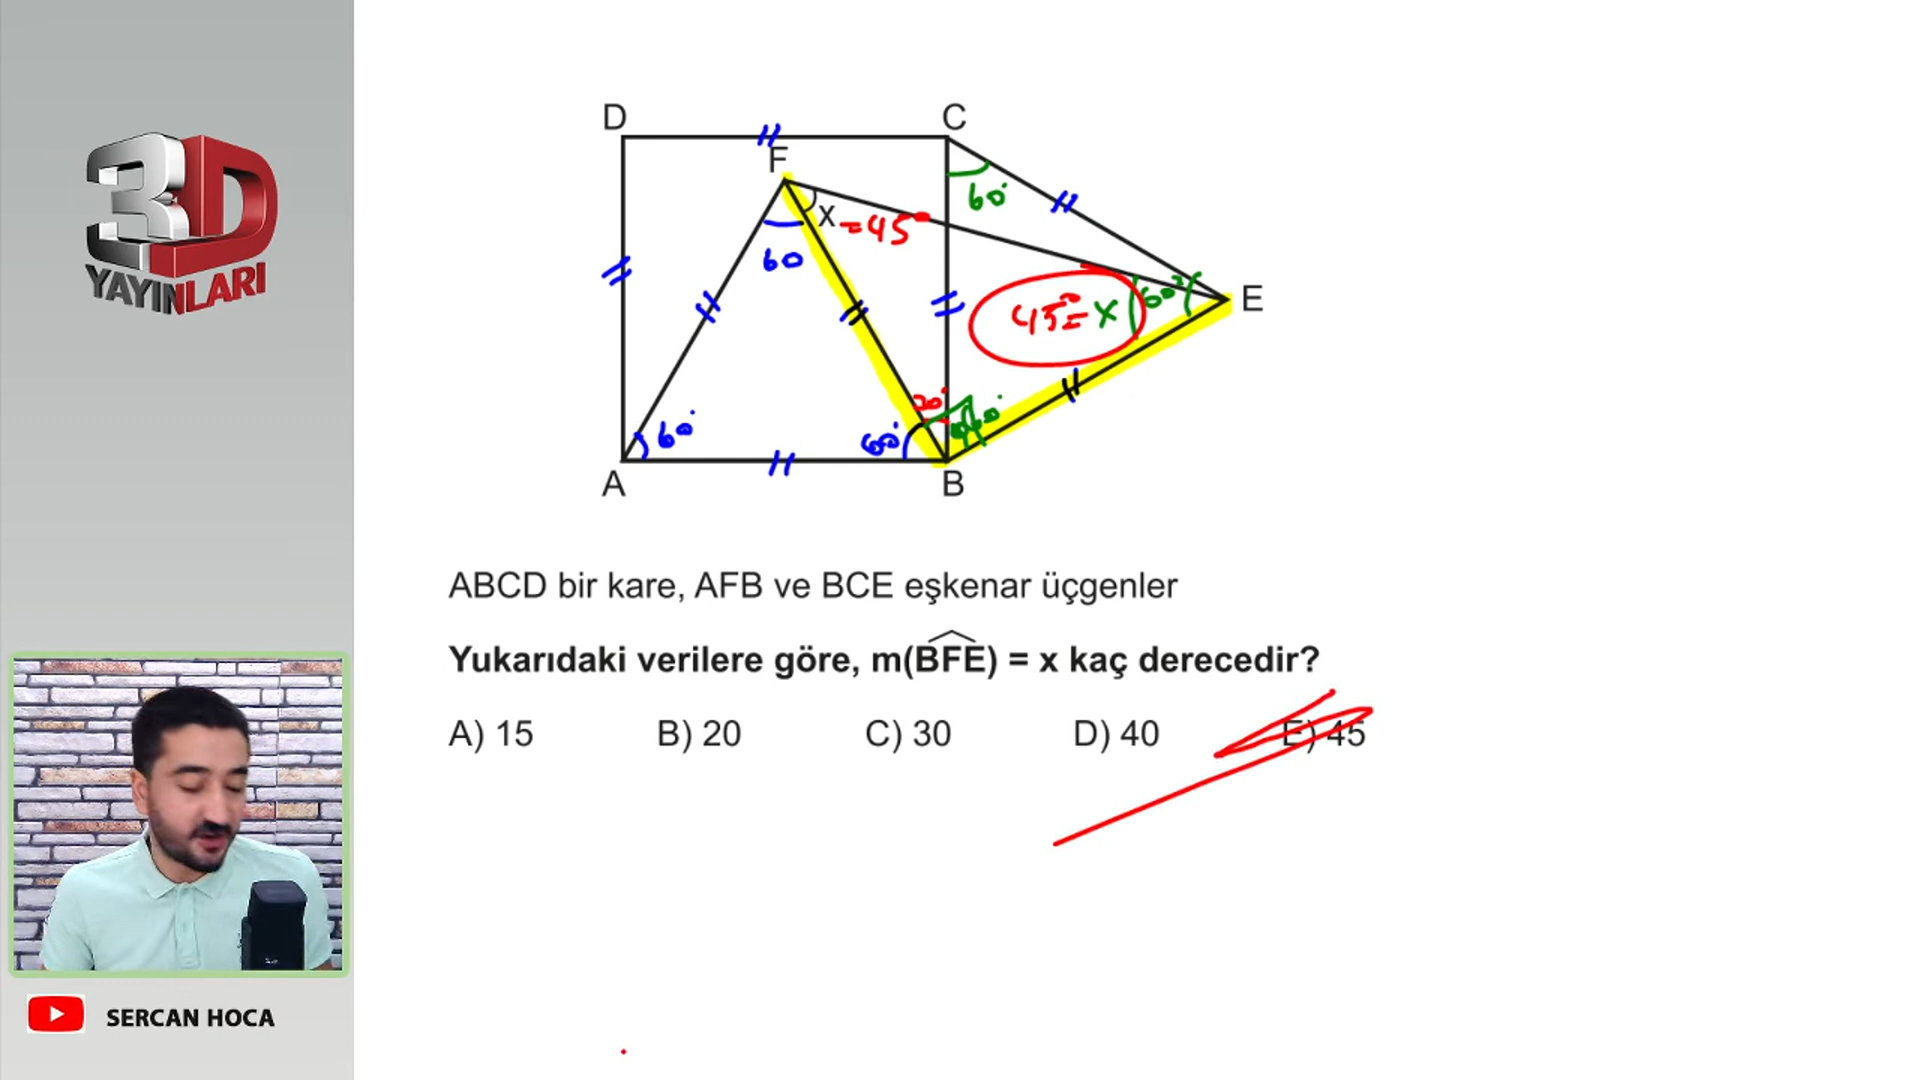 3D
YAYINLARI
D
C
F
60°
x =45°
60
45°= x
60°
E
60°
60°
A
B
ABCD bir kare, AFB ve BCE eşkenar üçgenler
Yukarıdaki verilere göre, m(BFE) = x kaç derecedir?
A) 15 B) 20 C) 30 D) 40 E) 45
SERCAN HOCA